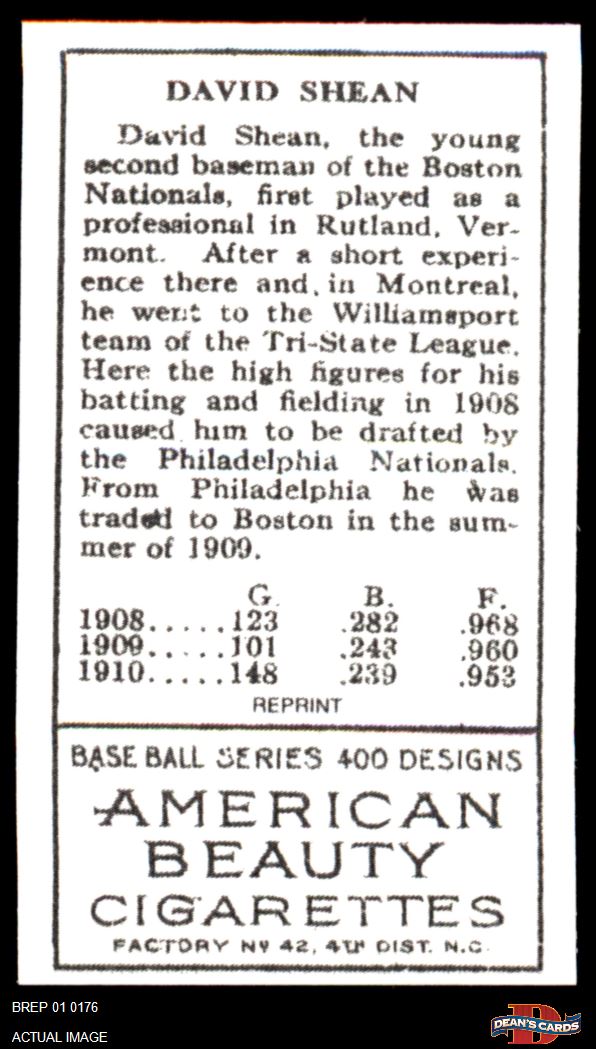 DAVID SHEAN
David Shean, the young
second baseman of the Boston
Nationals, first played as a
professional in Rutland, Ver-
mont. After a short experi-
ence there and in Montreal,
he went to the Williamsport
team of the Tri-State League.
Here the high figures for his
batting and fielding in 1908
caused him to be drafted by
the Philadelphia Nationals.
From Philadelphia he was
traded to Boston in the sum-
mer of 1909.
G. B. F.
1908.....123 .282 .968
1909.....101 .243 .960
1910.....148 .239 .953
REPRINT
BASE BALL SERIES 400 DESIGNS
AMERICAN
BEAUTY
CIGARETTES
FACTORY Nº 42, 4TH DIST. N.C.
BREP 01 0176
ACTUAL IMAGE
D
DEAN'S CARDS